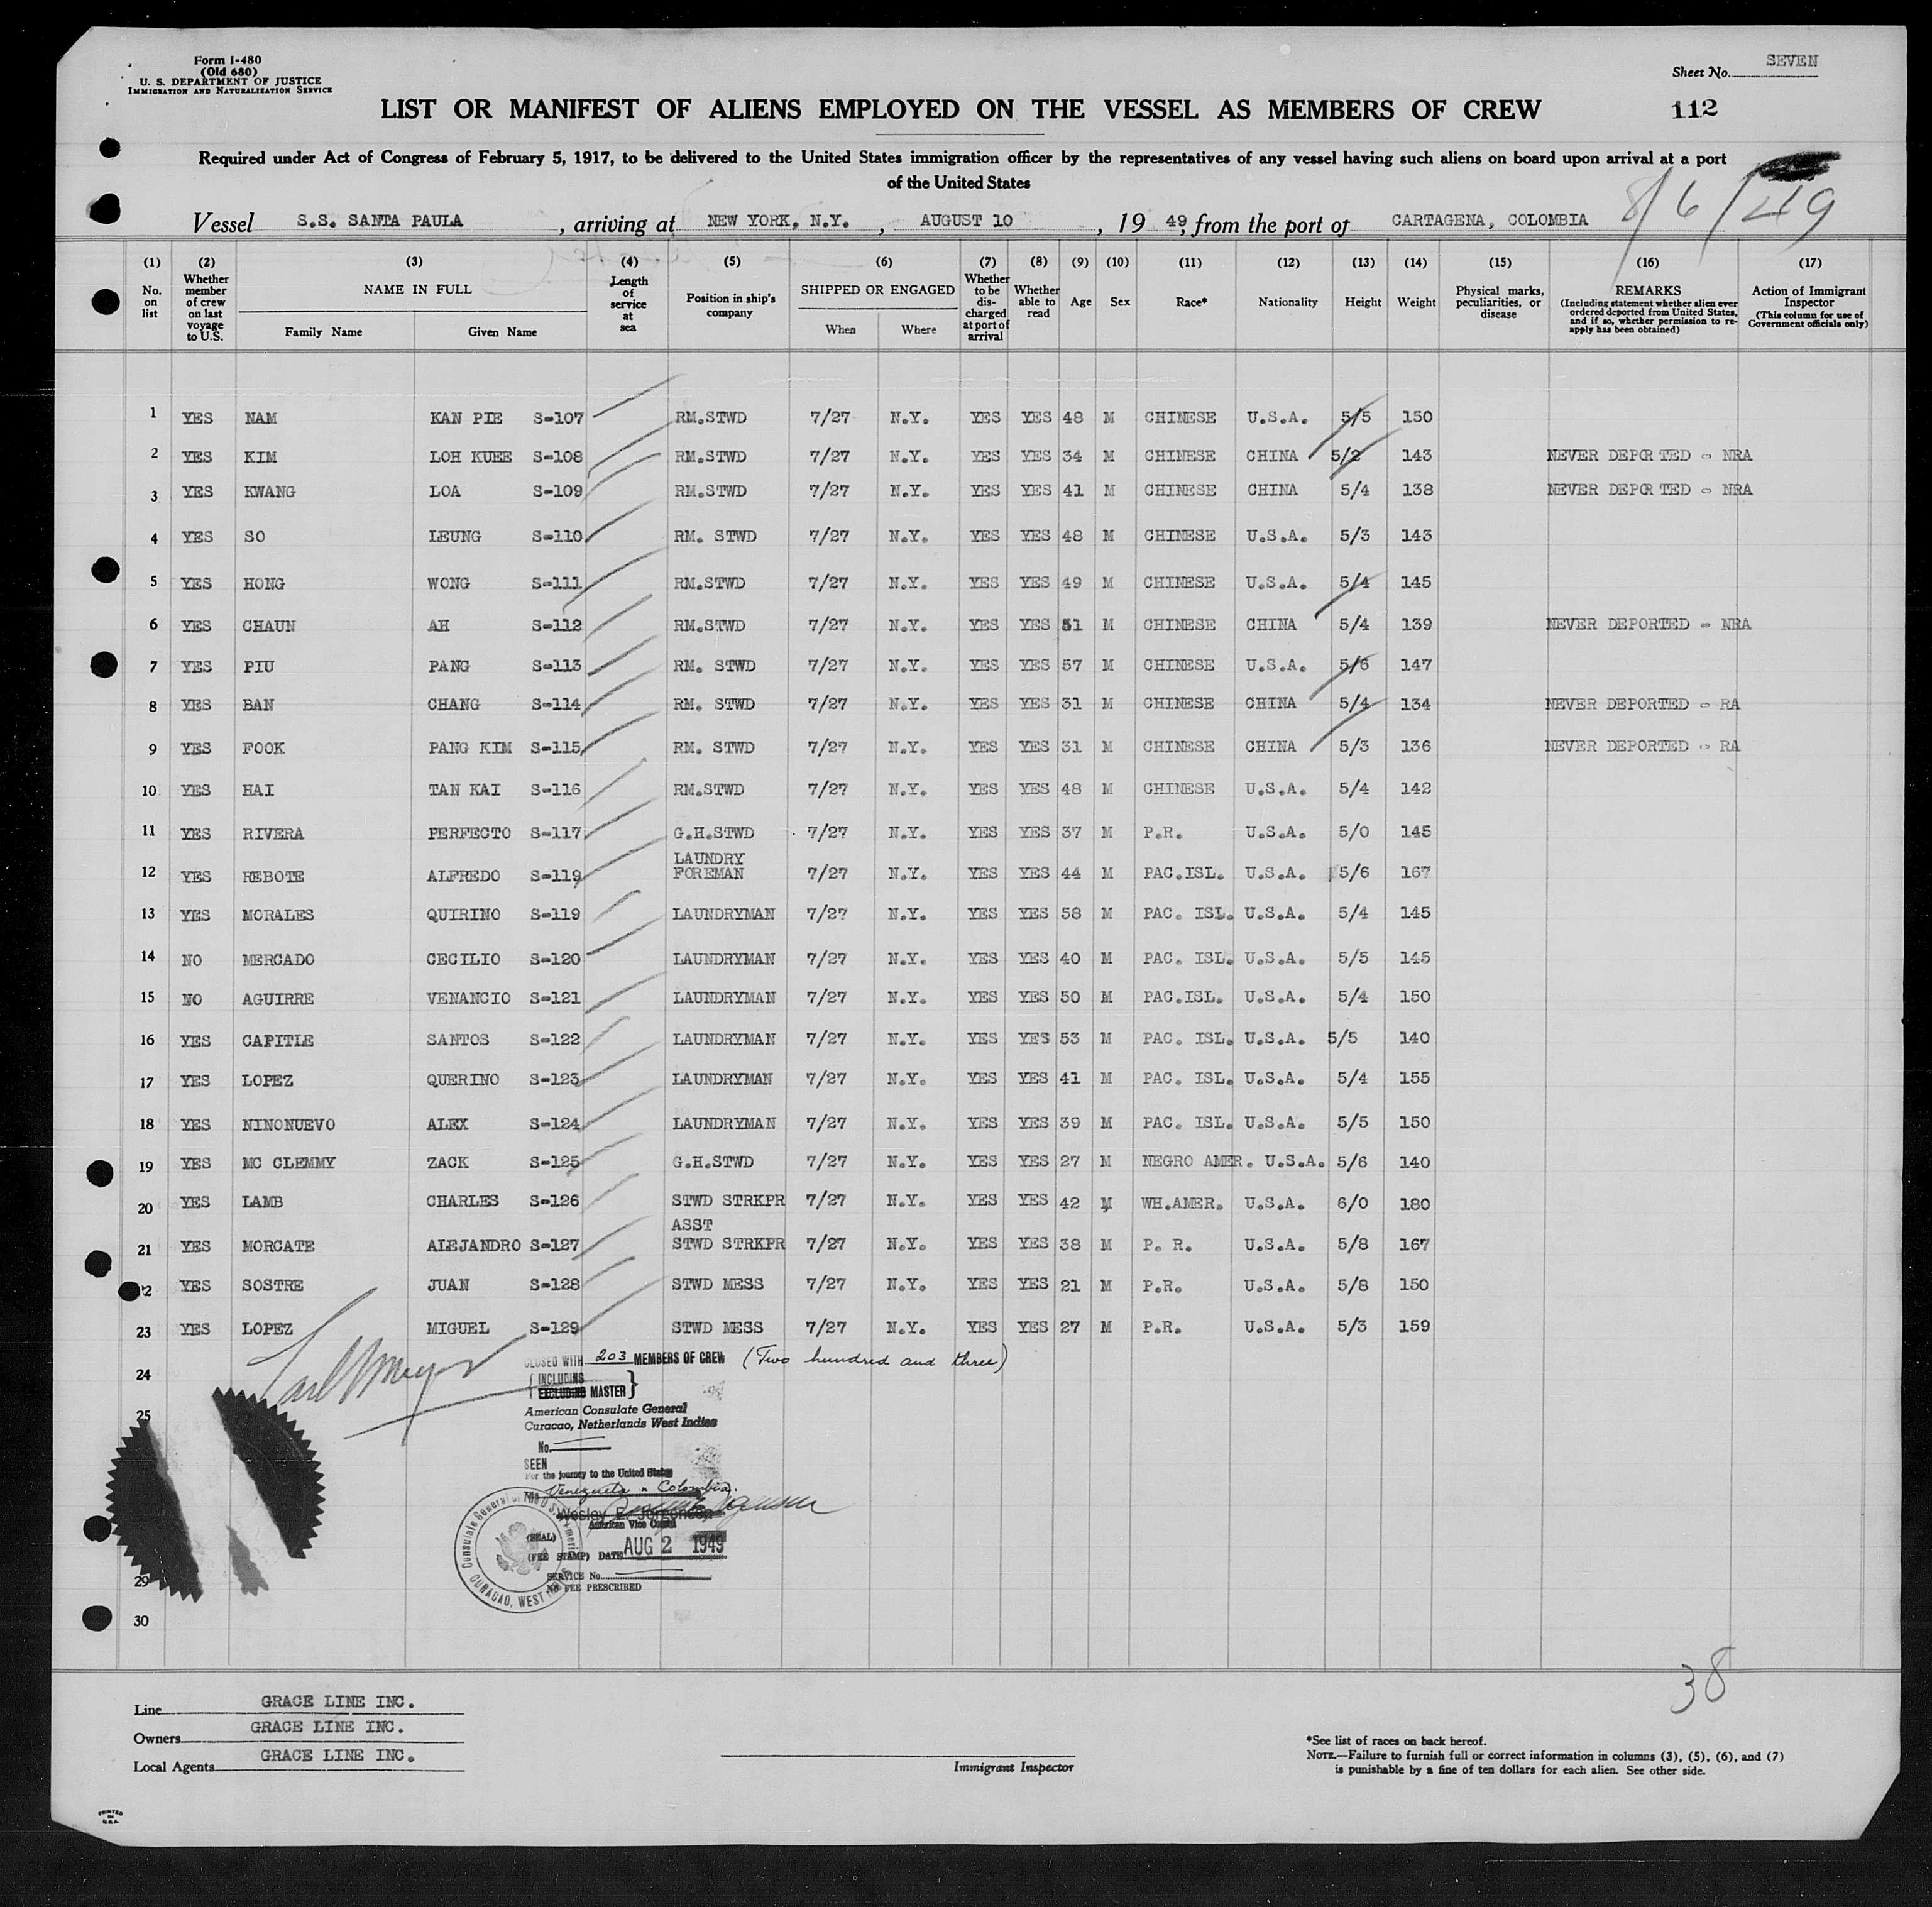 Form I-480
(Old 680)
U. S. DEPARTMENT OF JUSTICE
IMMIGRATION AND NATURALIZATION SERVICE
Sheet No. SEVEN
LIST OR MANIFEST OF ALIENS EMPLOYED ON THE VESSEL AS MEMBERS OF CREW
112
Required under Act of Congress of February 5, 1917, to be delivered to the United States immigration officer by the representatives of any vessel having such aliens on board upon arrival at a port
of the United States
8/6/49
Vessel S.S. SANTA PAULA, arriving at NEW YORK, N.Y., AUGUST 10, 19 49, from the port of CARTAGENA, COLOMBIA
(1) No. on list
(2) Whether member of crew on last voyage to U.S.
(3) NAME IN FULL Family Name Given Name
(4) Length of service at sea
(5) Position in ship's company
(6) SHIPPED OR ENGAGED When Where
(7) Whether to be discharged at port of arrival
(8) Whether able to read
(9) Age
(10) Sex
(11) Race*
(12) Nationality
(13) Height
(14) Weight
(15) Physical marks, peculiarities, or disease
(16) REMARKS (Including statement whether alien ever ordered deported from United States, and if so, whether permission to re-apply has been obtained)
(17) Action of Immigrant Inspector (This column for use of Government officials only)
1 YES NAM KAN PIE S-107 RM.STWD 7/27 N.Y. YES YES 48 M CHINESE U.S.A. 5/5 150
2 YES KIM LOH KUEE S-108 RM.STWD 7/27 N.Y. YES YES 34 M CHINESE CHINA 5/2 143 NEVER DEPORTED - NRA
3 YES KWANG LOA S-109 RM.STWD 7/27 N.Y. YES YES 41 M CHINESE CHINA 5/4 138 NEVER DEPORTED - NRA
4 YES SO LEUNG S-110 RM. STWD 7/27 N.Y. YES YES 48 M CHINESE U.S.A. 5/3 143
5 YES HONG WONG S-111 RM.STWD 7/27 N.Y. YES YES 49 M CHINESE U.S.A. 5/4 145
6 YES CHAUN AH S-112 RM.STWD 7/27 N.Y. YES YES 51 M CHINESE CHINA 5/4 139 NEVER DEPORTED - NRA
7 YES PIU PANG S-113 RM. STWD 7/27 N.Y. YES YES 57 M CHINESE U.S.A. 5/6 147
8 YES BAN CHANG S-114 RM. STWD 7/27 N.Y. YES YES 31 M CHINESE CHINA 5/4 134 NEVER DEPORTED - RA
9 YES FOOK PANG KIM S-115 RM. STWD 7/27 N.Y. YES YES 31 M CHINESE CHINA 5/3 136 NEVER DEPORTED - RA
10 YES HAI TAN KAI S-116 RM.STWD 7/27 N.Y. YES YES 48 M CHINESE U.S.A. 5/4 142
11 YES RIVERA PERFECTO S-117 G.H.STWD 7/27 N.Y. YES YES 37 M P.R. U.S.A. 5/0 145
12 YES REBOTE ALFREDO S-119 LAUNDRY FOREMAN 7/27 N.Y. YES YES 44 M PAC.ISL. U.S.A. 5/6 167
13 YES MORALES QUIRINO S-119 LAUNDRYMAN 7/27 N.Y. YES YES 58 M PAC. ISL. U.S.A. 5/4 145
14 NO MERCADO CECILIO S-120 LAUNDRYMAN 7/27 N.Y. YES YES 40 M PAC. ISL. U.S.A. 5/5 145
15 NO AGUIRRE VENANCIO S-121 LAUNDRYMAN 7/27 N.Y. YES YES 50 M PAC.ISL. U.S.A. 5/4 150
16 YES CAPITLE SANTOS S-122 LAUNDRYMAN 7/27 N.Y. YES YES 53 M PAC. ISL. U.S.A. 5/5 140
17 YES LOPEZ QUERINO S-123 LAUNDRYMAN 7/27 N.Y. YES YES 41 M PAC. ISL. U.S.A. 5/4 155
18 YES NINONUEVO ALEX S-124 LAUNDRYMAN 7/27 N.Y. YES YES 39 M PAC. ISL. U.S.A. 5/5 150
19 YES MC CLEMMY ZACK S-125 G.H.STWD 7/27 N.Y. YES YES 27 M NEGRO AMER. U.S.A. 5/6 140
20 YES LAMB CHARLES S-126 STWD STRKPR 7/27 N.Y. YES YES 42 M WH.AMER. U.S.A. 6/0 180
21 YES MORCATE ALEJANDRO S-127 ASST STWD STRKPR 7/27 N.Y. YES YES 38 M P. R. U.S.A. 5/8 167
22 YES SOSTRE JUAN S-128 STWD MESS 7/27 N.Y. YES YES 21 M P.R. U.S.A. 5/8 150
23 YES LOPEZ MIGUEL S-129 STWD MESS 7/27 N.Y. YES YES 27 M P.R. U.S.A. 5/3 159
CLOSED WITH 203 MEMBERS OF CREW (Two hundred and three)
24
{ INCLUDING EXCLUDING MASTER }
American Consulate General
25
Curacao, Netherlands West Indies
No.
SEEN
For the journey to the United States
Venezuela - Colombia.
Wesley E. Jorgensen
American Vice Consul
(SEAL)
(FEE STAMP) DATE AUG 2 1949
SERVICE No.
NO FEE PRESCRIBED
CURACAO, WEST
29
30
38
Line GRACE LINE INC.
Owners GRACE LINE INC.
Local Agents GRACE LINE INC.
Immigrant Inspector
*See list of races on back hereof.
NOTE.—Failure to furnish full or correct information in columns (3), (5), (6), and (7)
is punishable by a fine of ten dollars for each alien. See other side.
PRINTED IN U.S.A.